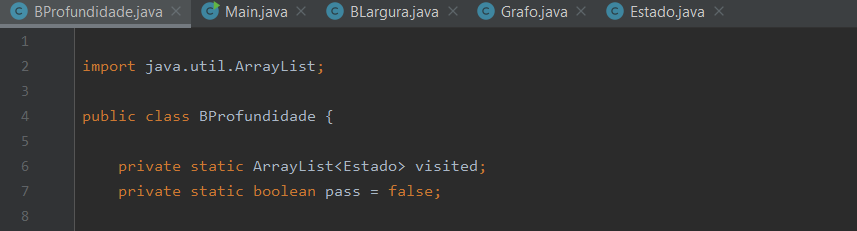 BProfundidade.java Main.java BLargura.java Grafo.java Estado.java
1
2 import java.util.ArrayList;
3
4 public class BProfundidade {
5
6 private static ArrayList<Estado> visited;
7 private static boolean pass = false;
8